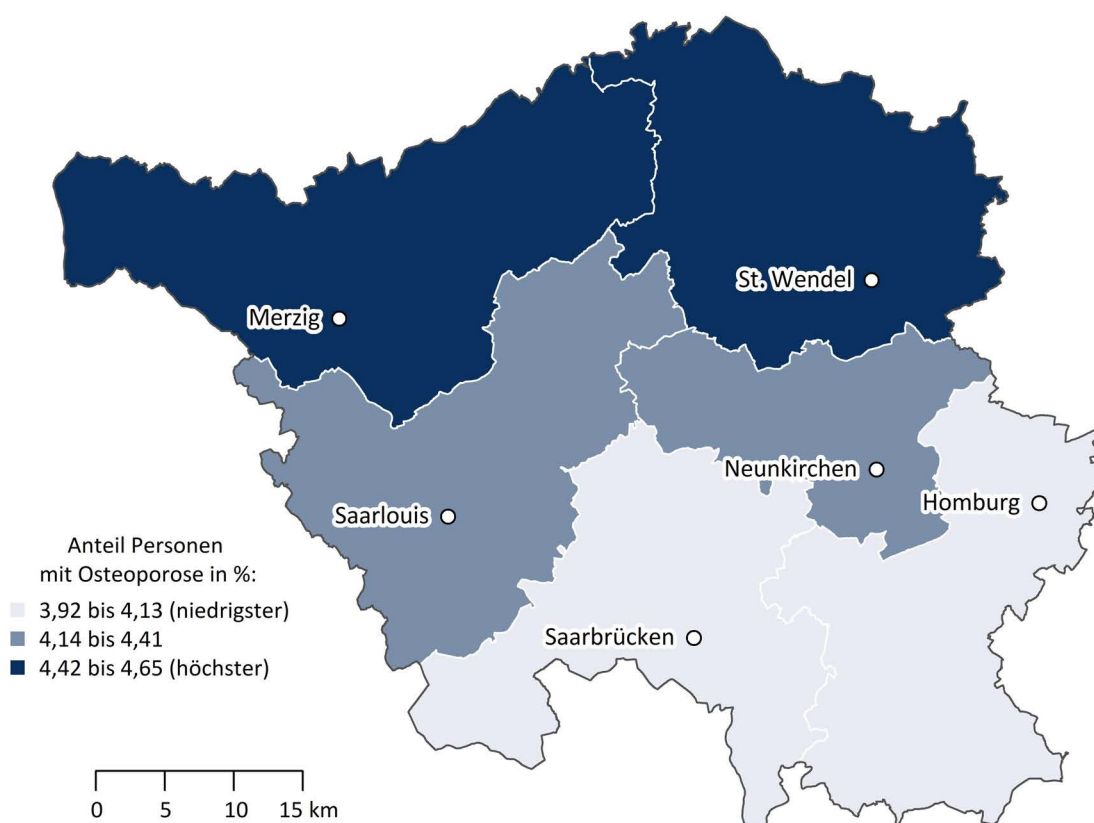 St. Wendel
Merzig
Neunkirchen
Homburg
Saarlouis
Saarbrücken
Anteil Personen
mit Osteoporose in %:
3,92 bis 4,13 (niedrigster)
4,14 bis 4,41
4,42 bis 4,65 (höchster)
0 5 10 15 km